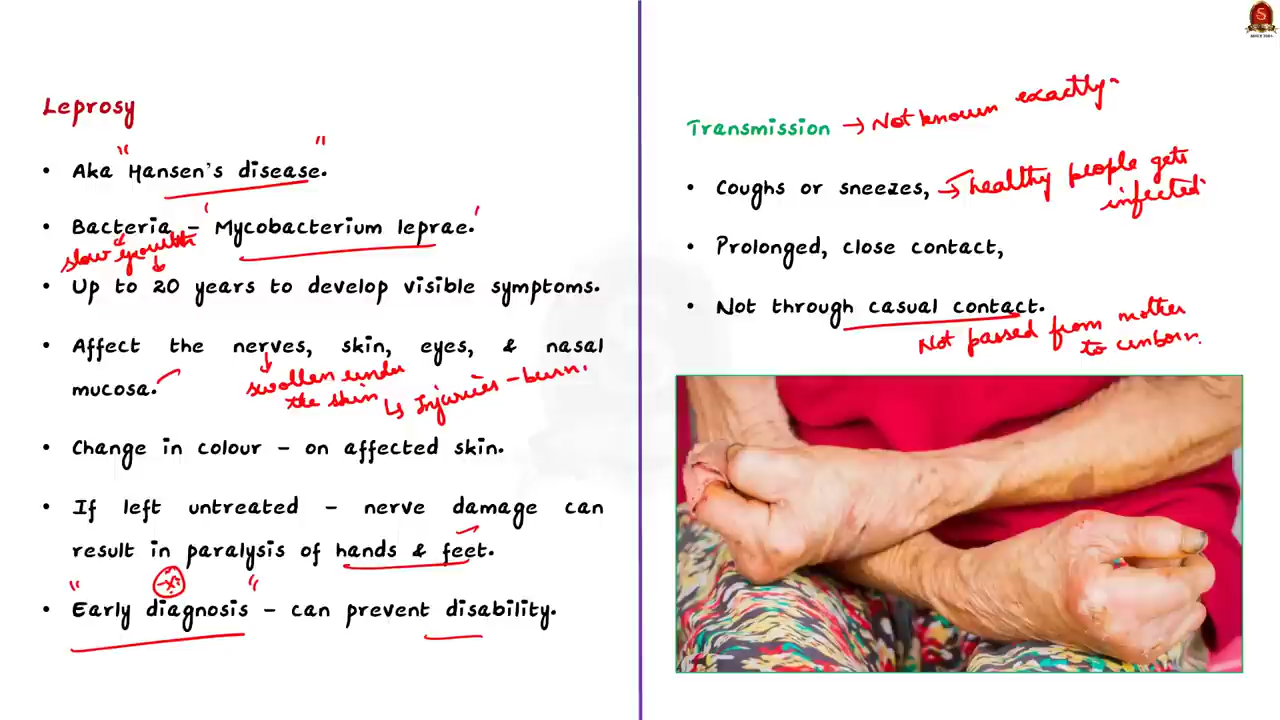 Leprosy
• Aka "Hansen's disease."
• Bacteria - 'Mycobacterium leprae.'
slow growth
• Up to 20 years to develop visible symptoms.
• Affect the nerves, skin, eyes, & nasal
mucosa.
swollen under
the skin
Injuries - burn.
• Change in colour - on affected skin.
• If left untreated - nerve damage can
result in paralysis of hands & feet.
• "Early diagnosis" - can prevent disability.
Transmission → Not known exactly.
• Coughs or sneezes, → healthy people gets
infected.
• Prolonged, close contact,
• Not through casual contact.
Not passed from mother
to unborn.
S